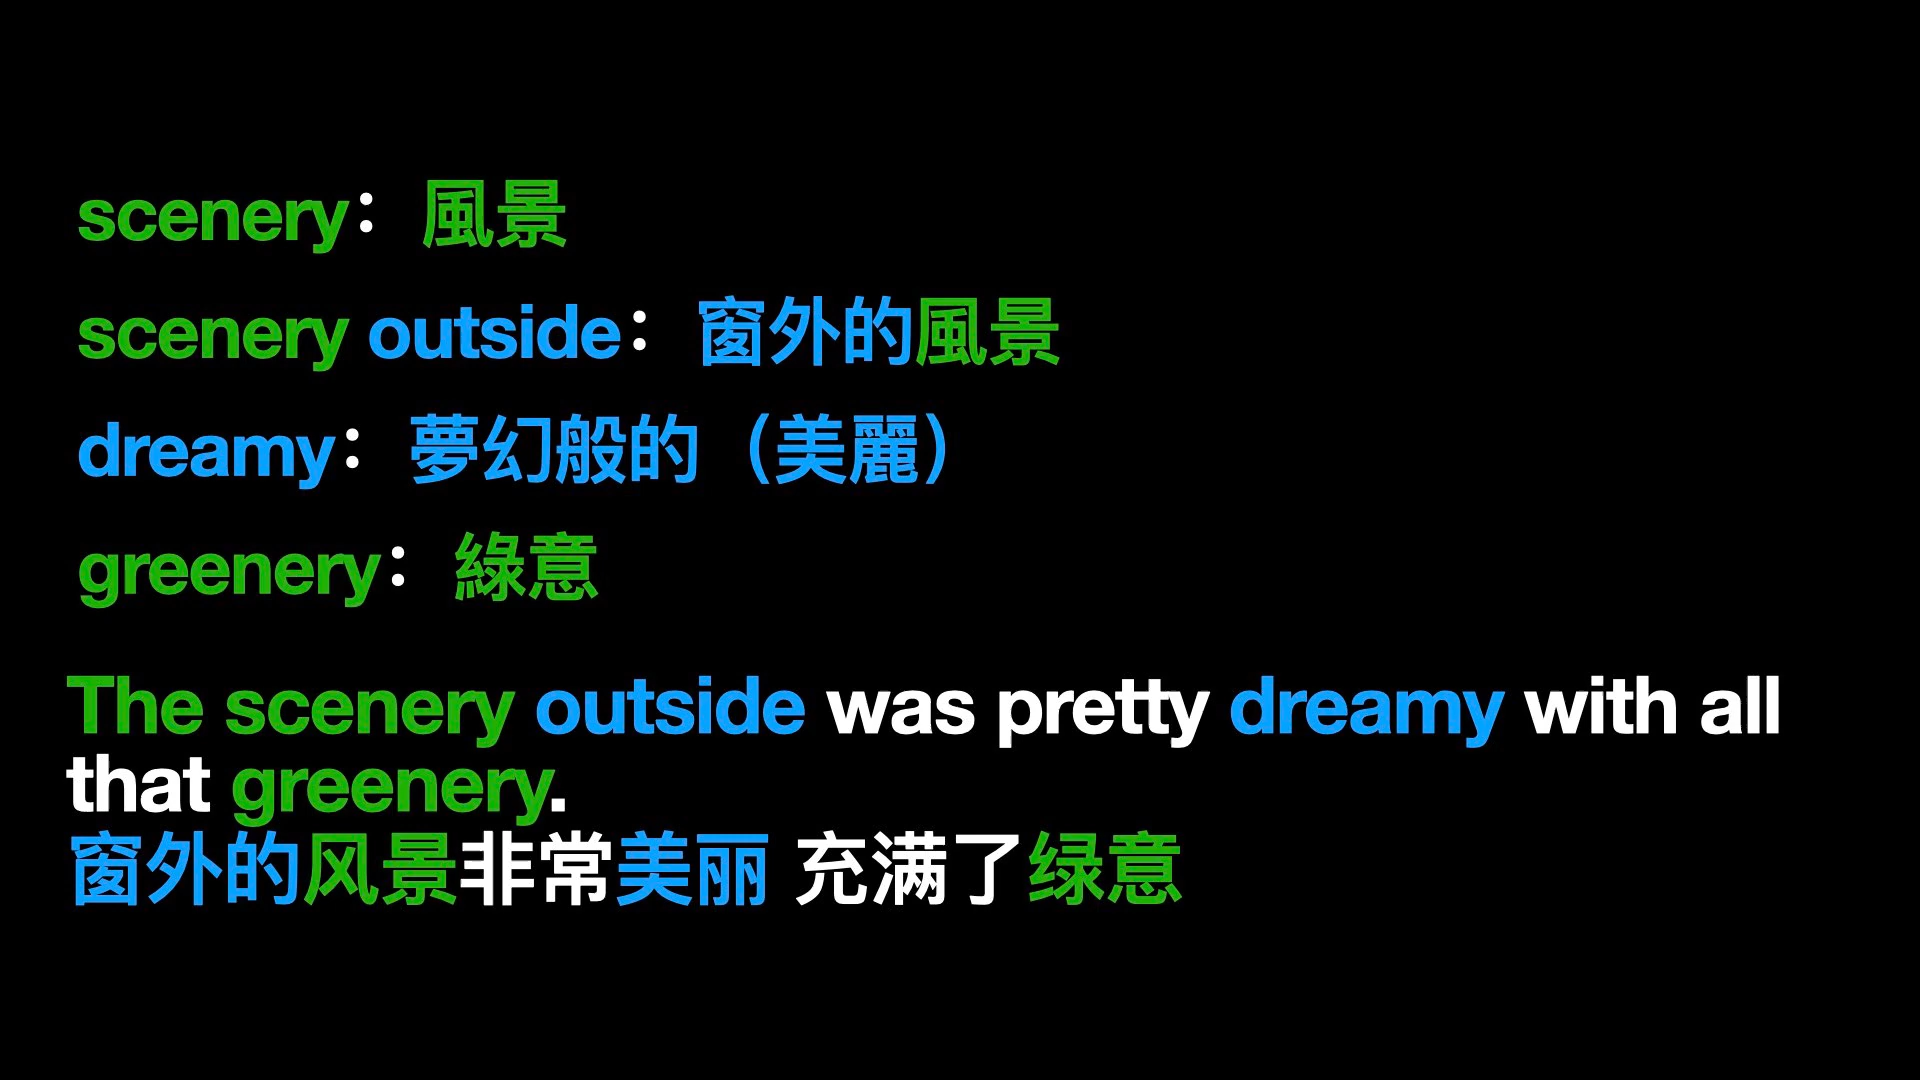 scenery：風景
scenery outside：窗外的風景
dreamy：夢幻般的（美麗）
greenery：綠意
The scenery outside was pretty dreamy with all
that greenery.
窗外的风景非常美丽 充满了绿意